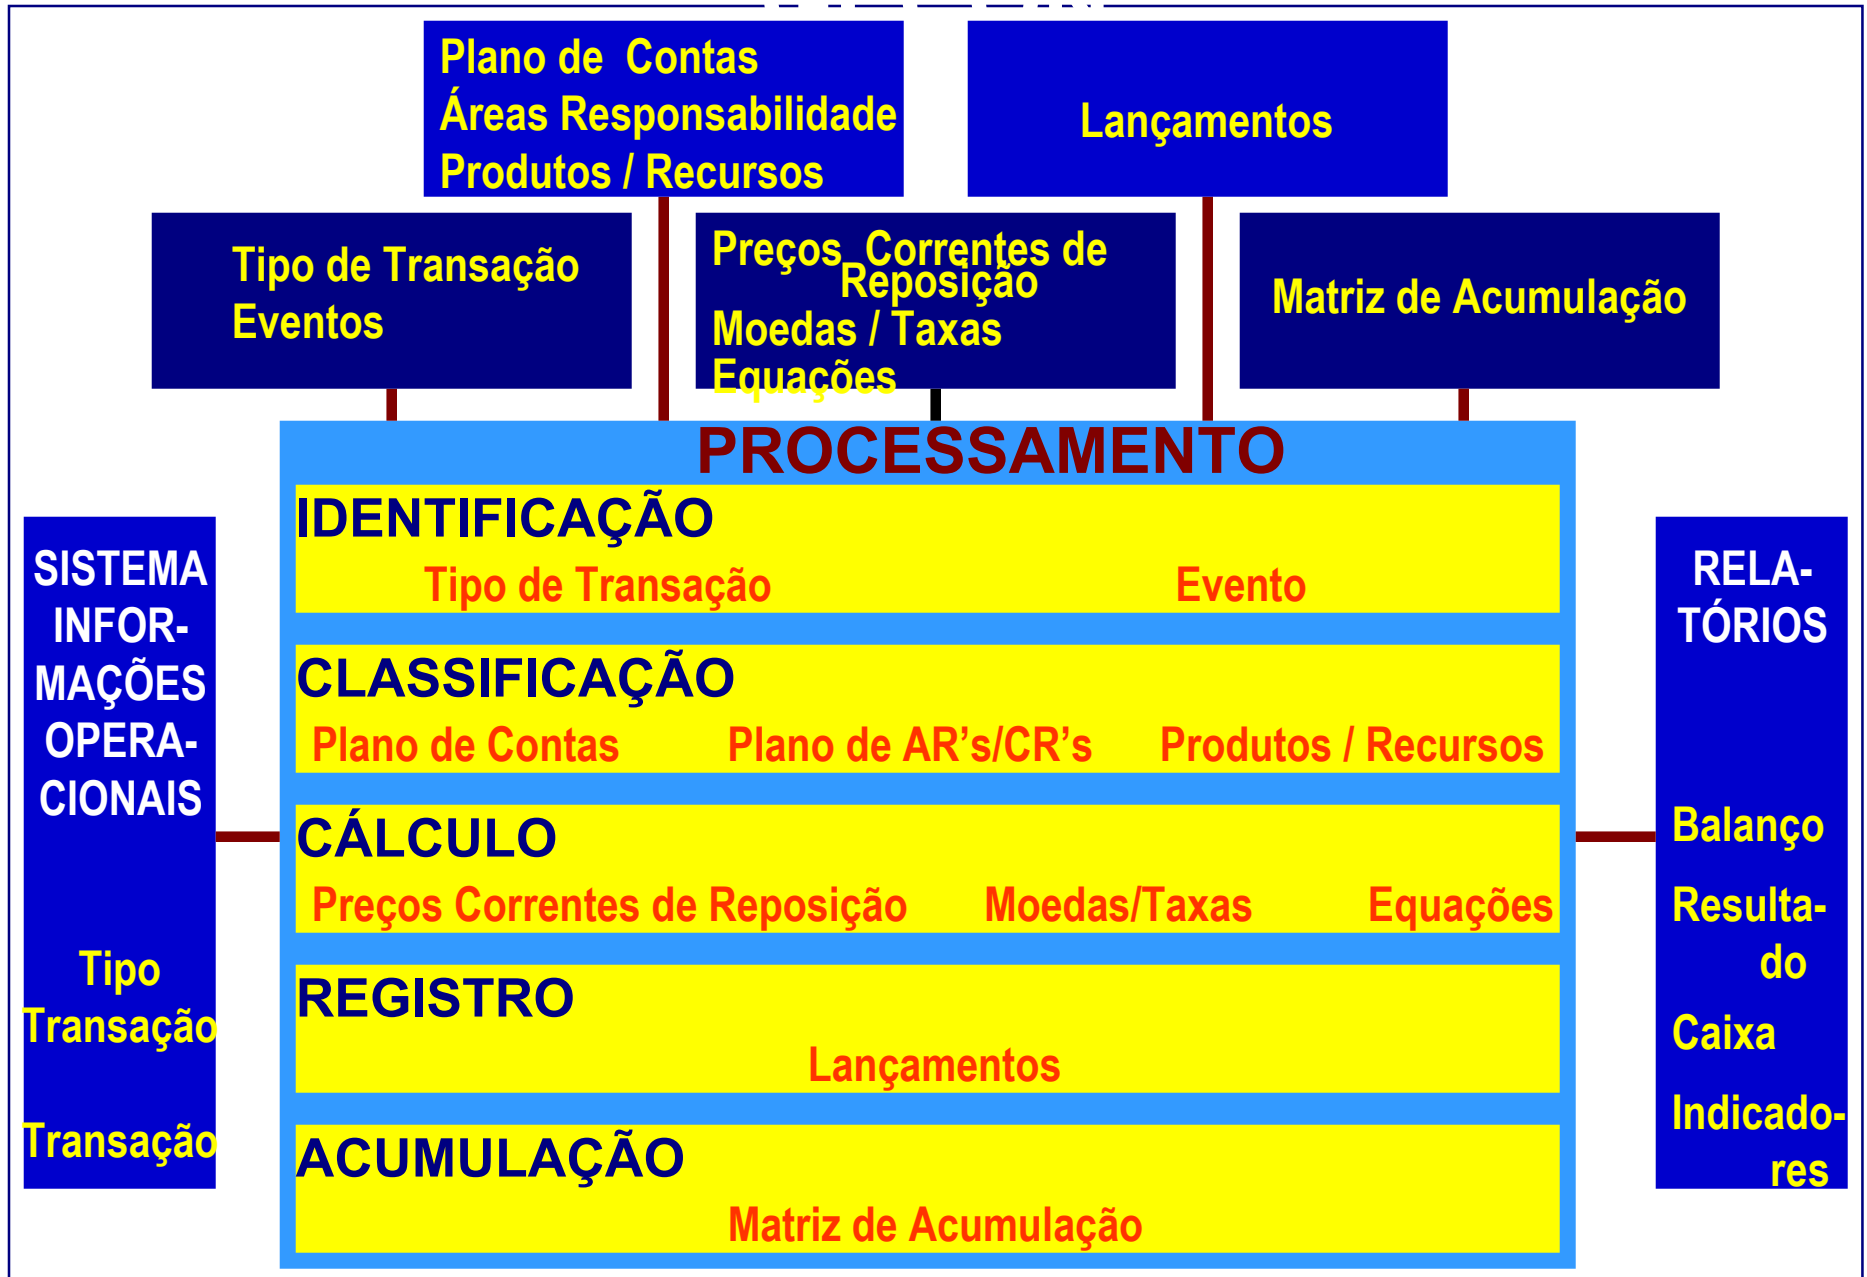 Plano de Contas
Áreas Responsabilidade
Produtos / Recursos
Lançamentos
Tipo de Transação
Eventos
Preços Correntes de
Reposição
Moedas / Taxas
Equações
Matriz de Acumulação
PROCESSAMENTO
IDENTIFICAÇÃO
Tipo de Transação Evento
CLASSIFICAÇÃO
Plano de Contas Plano de AR’s/CR’s Produtos / Recursos
CÁLCULO
Preços Correntes de Reposição Moedas/Taxas Equações
REGISTRO
Lançamentos
ACUMULAÇÃO
Matriz de Acumulação
SISTEMA
INFOR-
MAÇÕES
OPERA-
CIONAIS
Tipo
Transação
Transação
RELA-
TÓRIOS
Balanço
Resulta-
do
Caixa
Indicado-
res